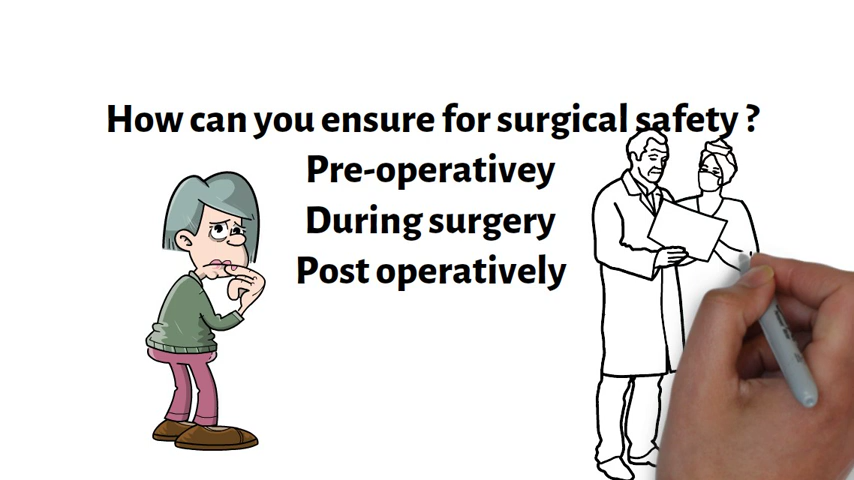 How can you ensure for surgical safety ?
Pre-operativey
During surgery
Post operatively